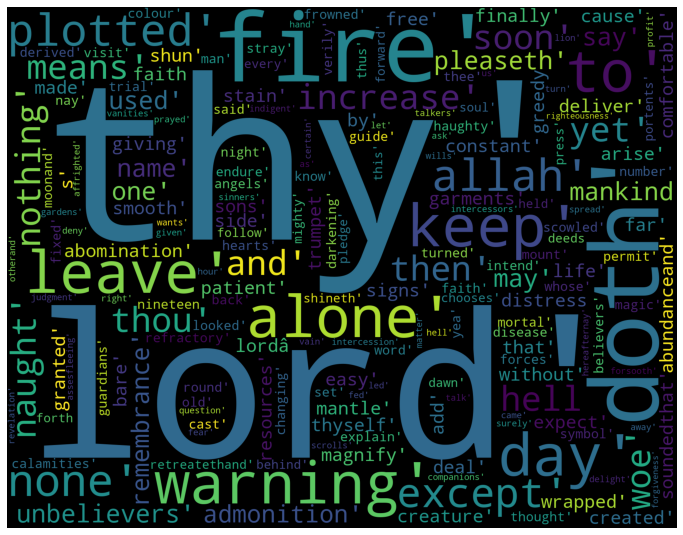 plotted'
colour'
fire'
soon'
frowned'
free'
finally'
cause'
say'
to'
derived'
visit'
stray'
hand'
man'
verily'
thus'
forward'
every'
means'
faith
shun'
pleaseth'
thee'
us'
lion'
turn'
profit'
comfortable'
made'
trial'
nay'
used'
vanities'
prayed'
stain'
said'
increase'
indigent'
talkers'
soul'
let'
ask'
as'
certain'
wills'
haughty'
greedy'
deliver'
righteousness'
portents'
press'
yet'
nothing'
s'
moonand'
affrighted'
giving'
by'
guide'
constant'
name'
night'
this'
know'
arise'
number'
allah'
mankind
one'
smooth'
sons'
side'
endure
angels'
trumpet'
mighty'
darkening'
pledge'
garments'
held'
intercessors'
spread'
gardens'
wants'
given'
thy'
follow'
sinners'
hearts'
scowled'
deeds
keep'
fixed'
deny'
abomination'
otherand'
leave'
and'
patient'
turned'
mount'
then'
far'
permit'
intend'
whose'
signs'
may'
life'
chooses'
distress'
magic'
abundanceand'
hour'
nineteen'
looked'
back'
shineth'
alone'
faith'
yea'
judgment'
right'
vain'
intercession'
hell'
mortal'
disease'
believers'
thou'
refractory'
lordâ
word'
matter'
that'
forces'
without'
hereafternay'
forsooth'
naught'
granted'
guardians'
bare'
remembrance'
round'
old'
question'
cast'
fear'
resources'
changing'
easy'
set'
led'
fed'
dawn'
add'
talk'
hell
expect'
came'
surely'
symbol'
away'
doth'
soundedthat'
revelation'
assesfleeing'
lord'
forth
mantle'
thyself'
explain'
magnify'
scrolls'
calamities'
retreatethand'
behind'
deal'
companions'
day'
thought'
delight'
forgiveness'
woe'
none'
warning'
except'
wrapped'
unbelievers'
admonition'
creature'
created'